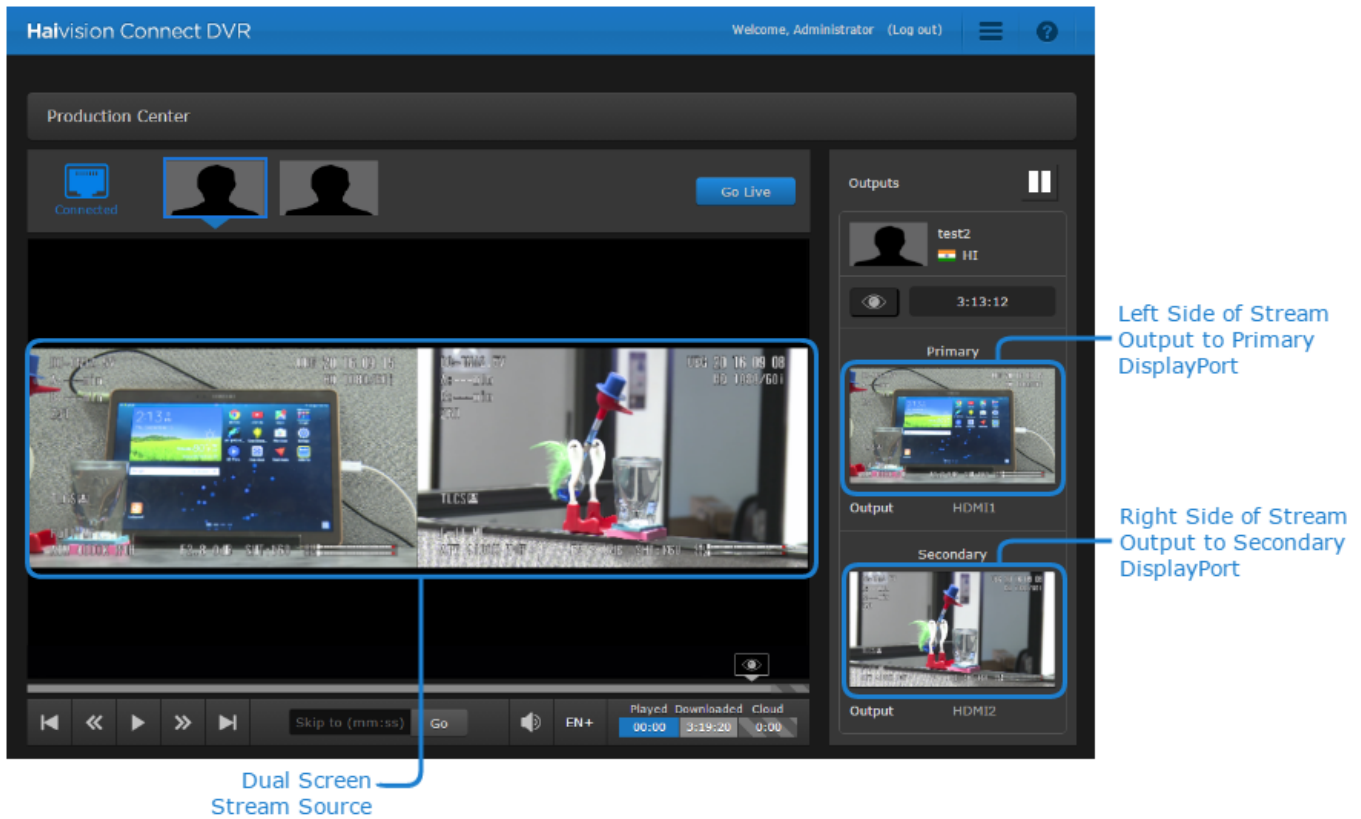 Haivision Connect DVR
Welcome, Administrator (Log out)
Production Center
Connected
Go Live
Outputs
test2
HI
3:13:12
Primary
Output HDMI1
Secondary
Output HDMI2
Left Side of Stream
Output to Primary
DisplayPort
Right Side of Stream
Output to Secondary
DisplayPort
TLCS
Skip to (mm:ss) Go
EN+
Played Downloaded Cloud
00:00 3:19:20 0:00
Dual Screen
Stream Source